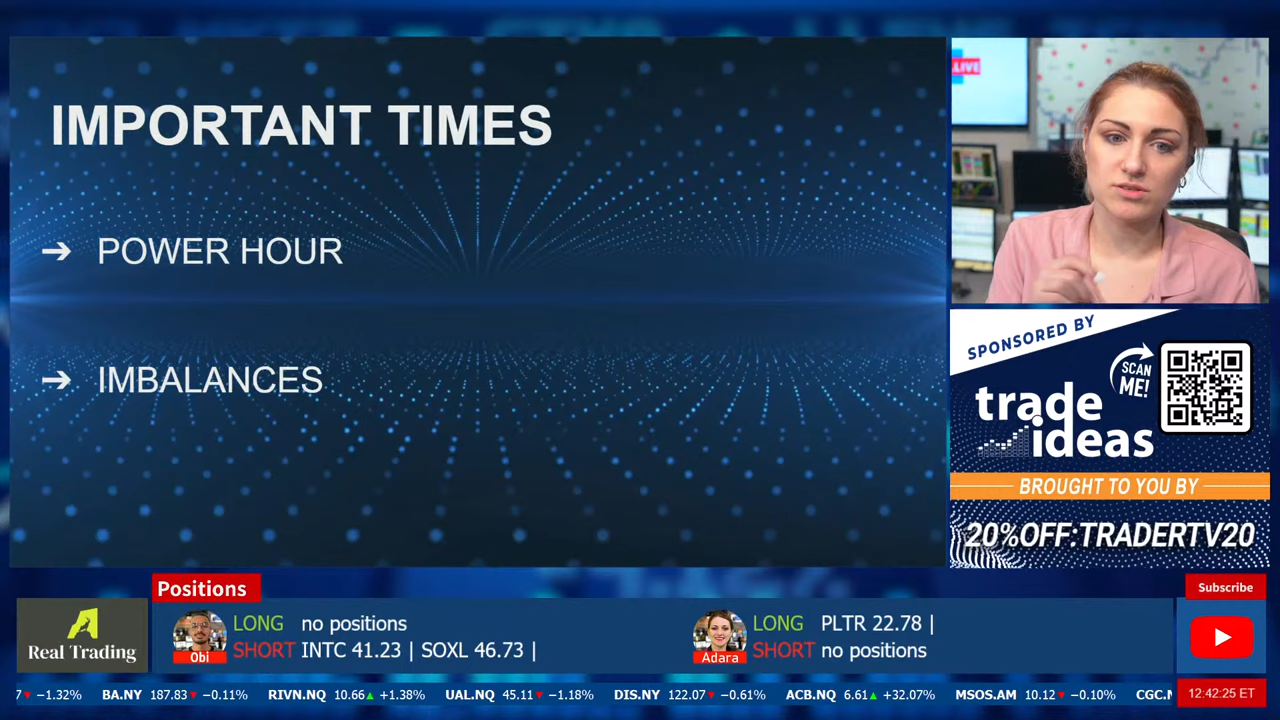 IMPORTANT TIMES
➔ POWER HOUR
➔ IMBALANCES
LIVE
SPONSORED BY
SCAN
ME!
trade
ideas
BROUGHT TO YOU BY
20%OFF:TRADERTV20
Positions
Subscribe
Real Trading
Obi
LONG no positions
SHORT INTC 41.23 | SOXL 46.73 |
Adara
LONG PLTR 22.78 |
SHORT no positions
7▼ −1.32% BA.NY 187.83▼ −0.11% RIVN.NQ 10.66▲ +1.38% UAL.NQ 45.11▼ −1.18% DIS.NY 122.07▼ −0.61% ACB.NQ 6.61▲ +32.07% MSOS.AM 10.12▼ −0.10% CGC.N
12:42:25 ET